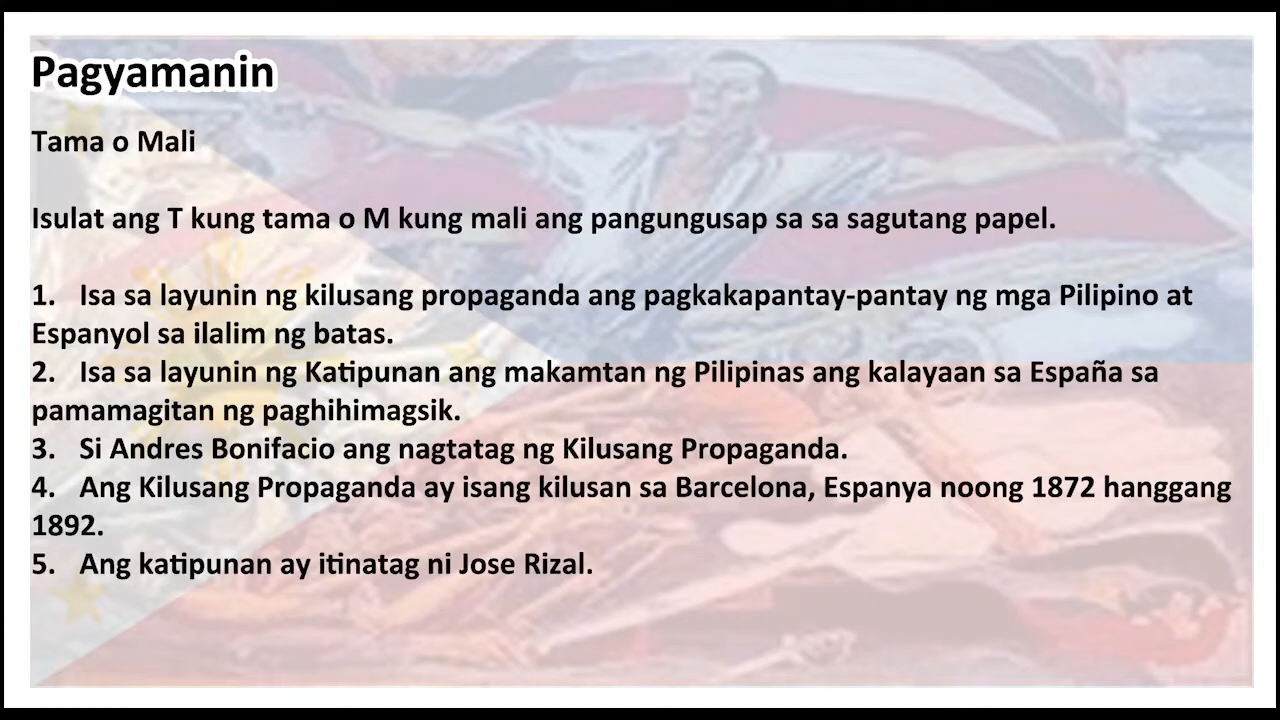 Pagyamanin
Tama o Mali
Isulat ang T kung tama o M kung mali ang pangungusap sa sa sagutang papel.
1. Isa sa layunin ng kilusang propaganda ang pagkakapantay-pantay ng mga Pilipino at
Espanyol sa ilalim ng batas.
2. Isa sa layunin ng Katipunan ang makamtan ng Pilipinas ang kalayaan sa España sa
pamamagitan ng paghihimagsik.
3. Si Andres Bonifacio ang nagtatag ng Kilusang Propaganda.
4. Ang Kilusang Propaganda ay isang kilusan sa Barcelona, Espanya noong 1872 hanggang
1892.
5. Ang katipunan ay itinatag ni Jose Rizal.